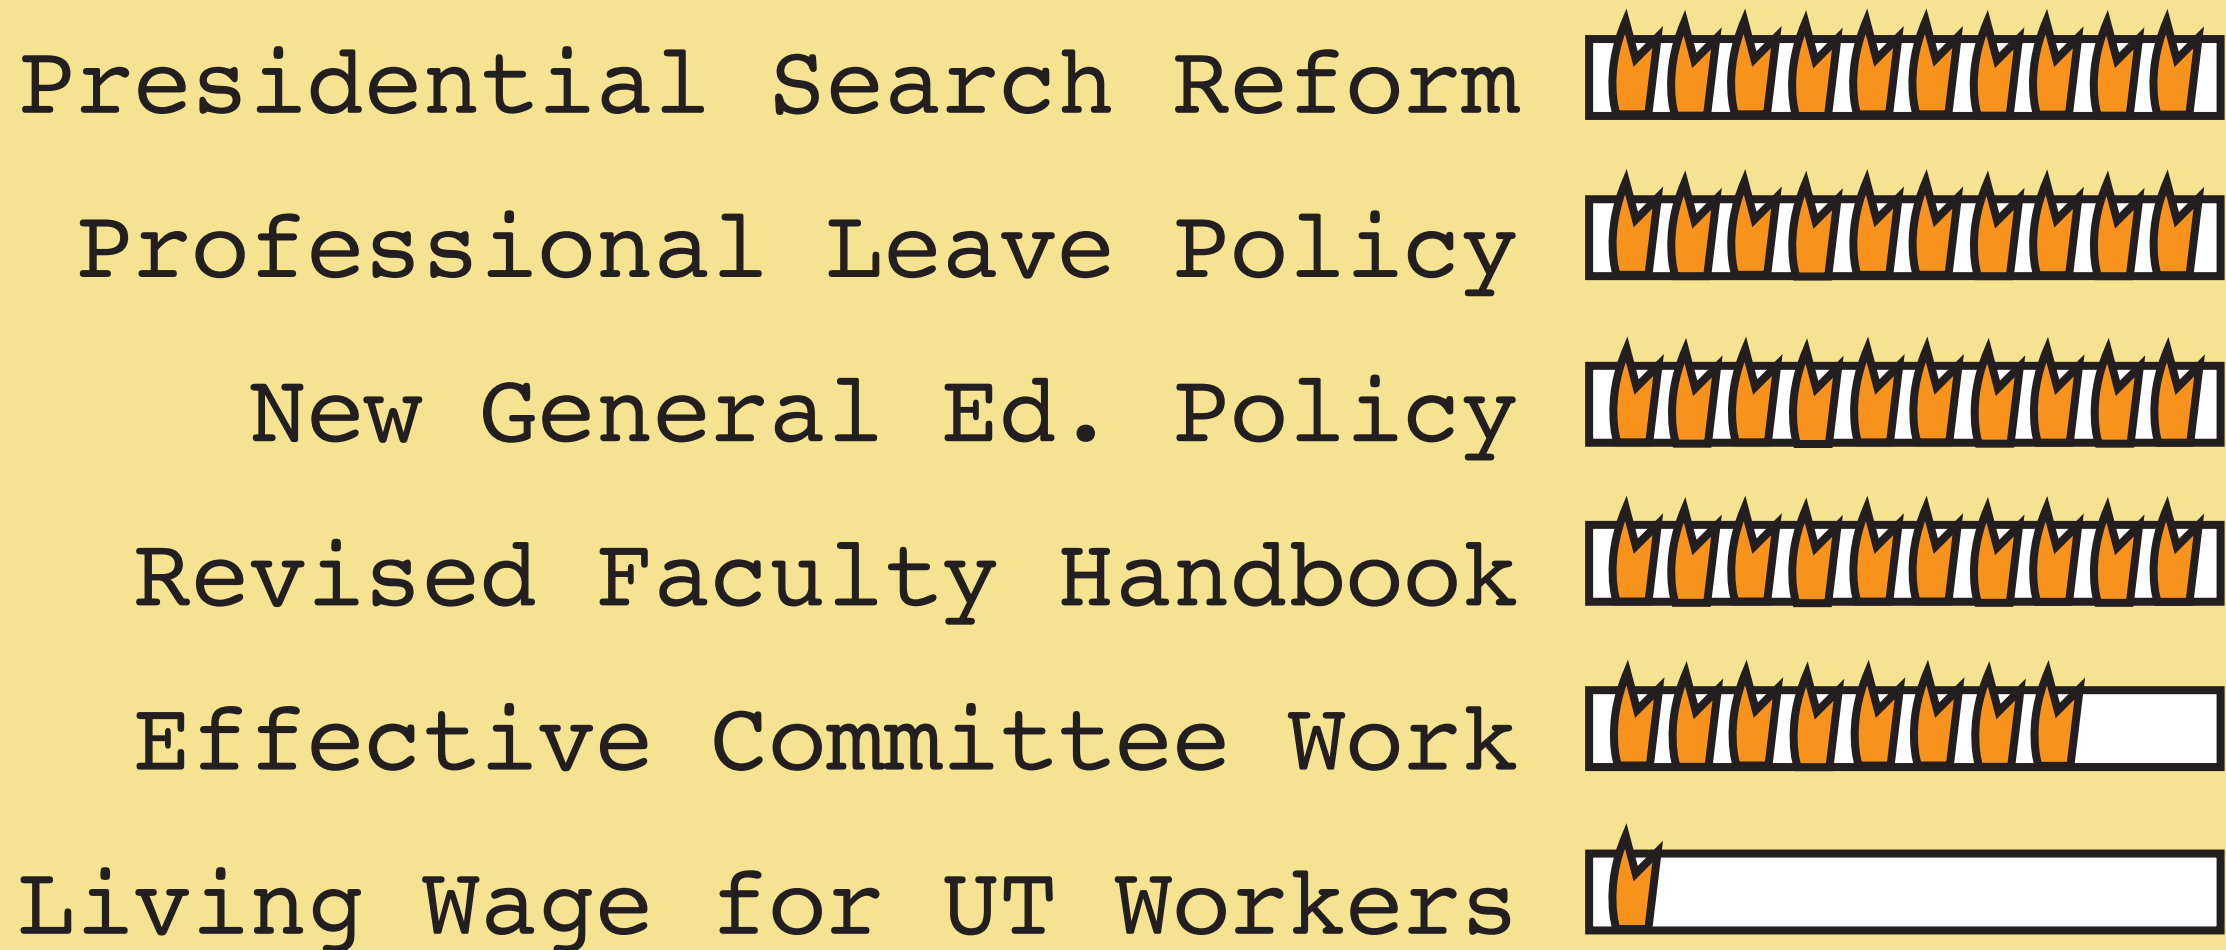 Presidential Search Reform
Professional Leave Policy
New General Ed. Policy
Revised Faculty Handbook
Effective Committee Work
Living Wage for UT Workers